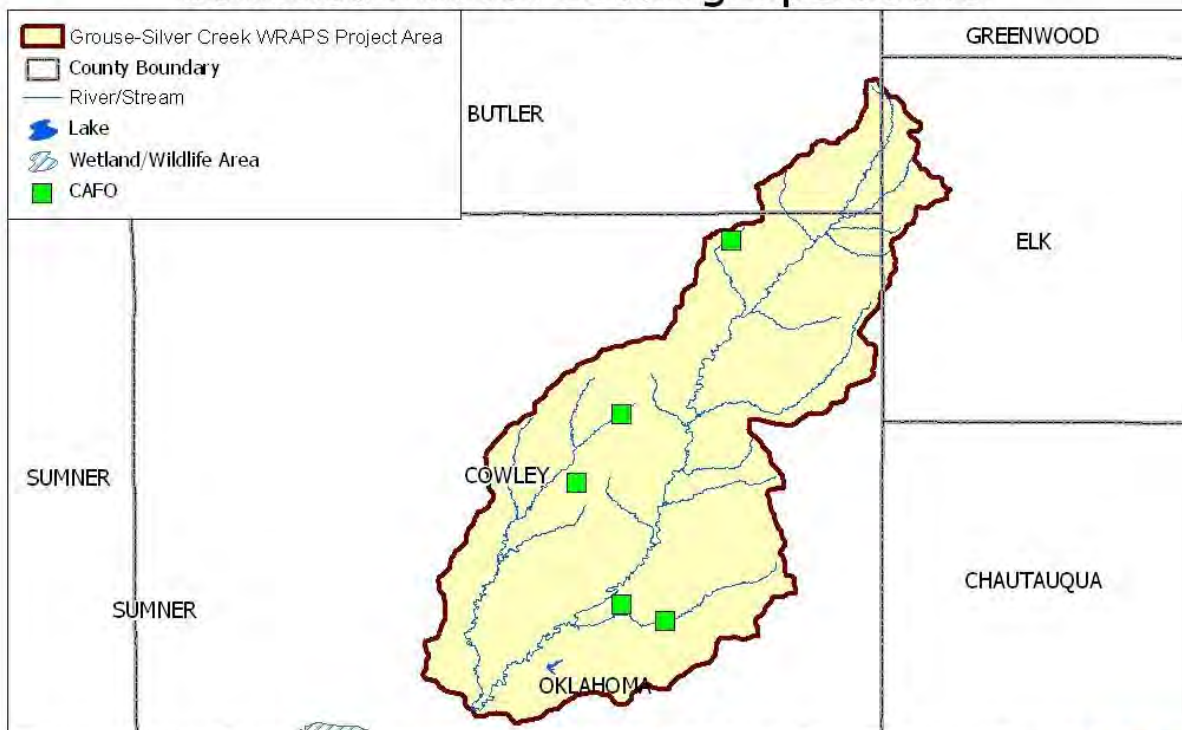 Grouse-Silver Creek WRAPS Project Area
County Boundary
River/Stream
Lake
Wetland/Wildlife Area
CAFO
GREENWOOD
BUTLER
ELK
COWLEY
SUMNER
CHAUTAUQUA
SUMNER
OKLAHOMA